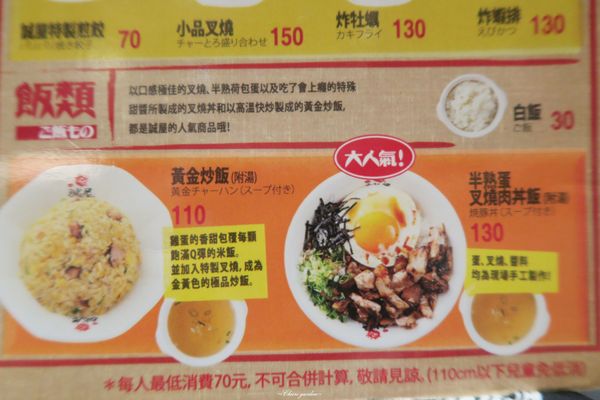 誠屋特製煎餃 70
小品叉燒 150
チャーとろ盛り合わせ
炸牡蠣 130
カキフライ
炸蝦排 130
えびかつ
飯類
ご飯もの
以口感極佳的叉燒、半熟荷包蛋以及吃了會上癮的特殊
甜醬所製成的叉燒丼和以高溫快炒製成的黃金炒飯,
都是誠屋的人氣商品哦!
白飯 30
ご飯
黃金炒飯(附湯)
黄金チャーハン(スープ付き)
110
雞蛋的香甜包覆每顆
飽滿Q彈的米飯。
並加入特製叉燒,成為
金黃色的極品炒飯。
大人氣!
半熟蛋
叉燒肉丼飯(附湯)
焼豚丼(スープ付き)
130
蛋、叉燒、醬料
均為現場手工製作!
*每人最低消費70元,不可合併計算,敬請見諒。(110cm以下兒童免低消)
~Choro garden~